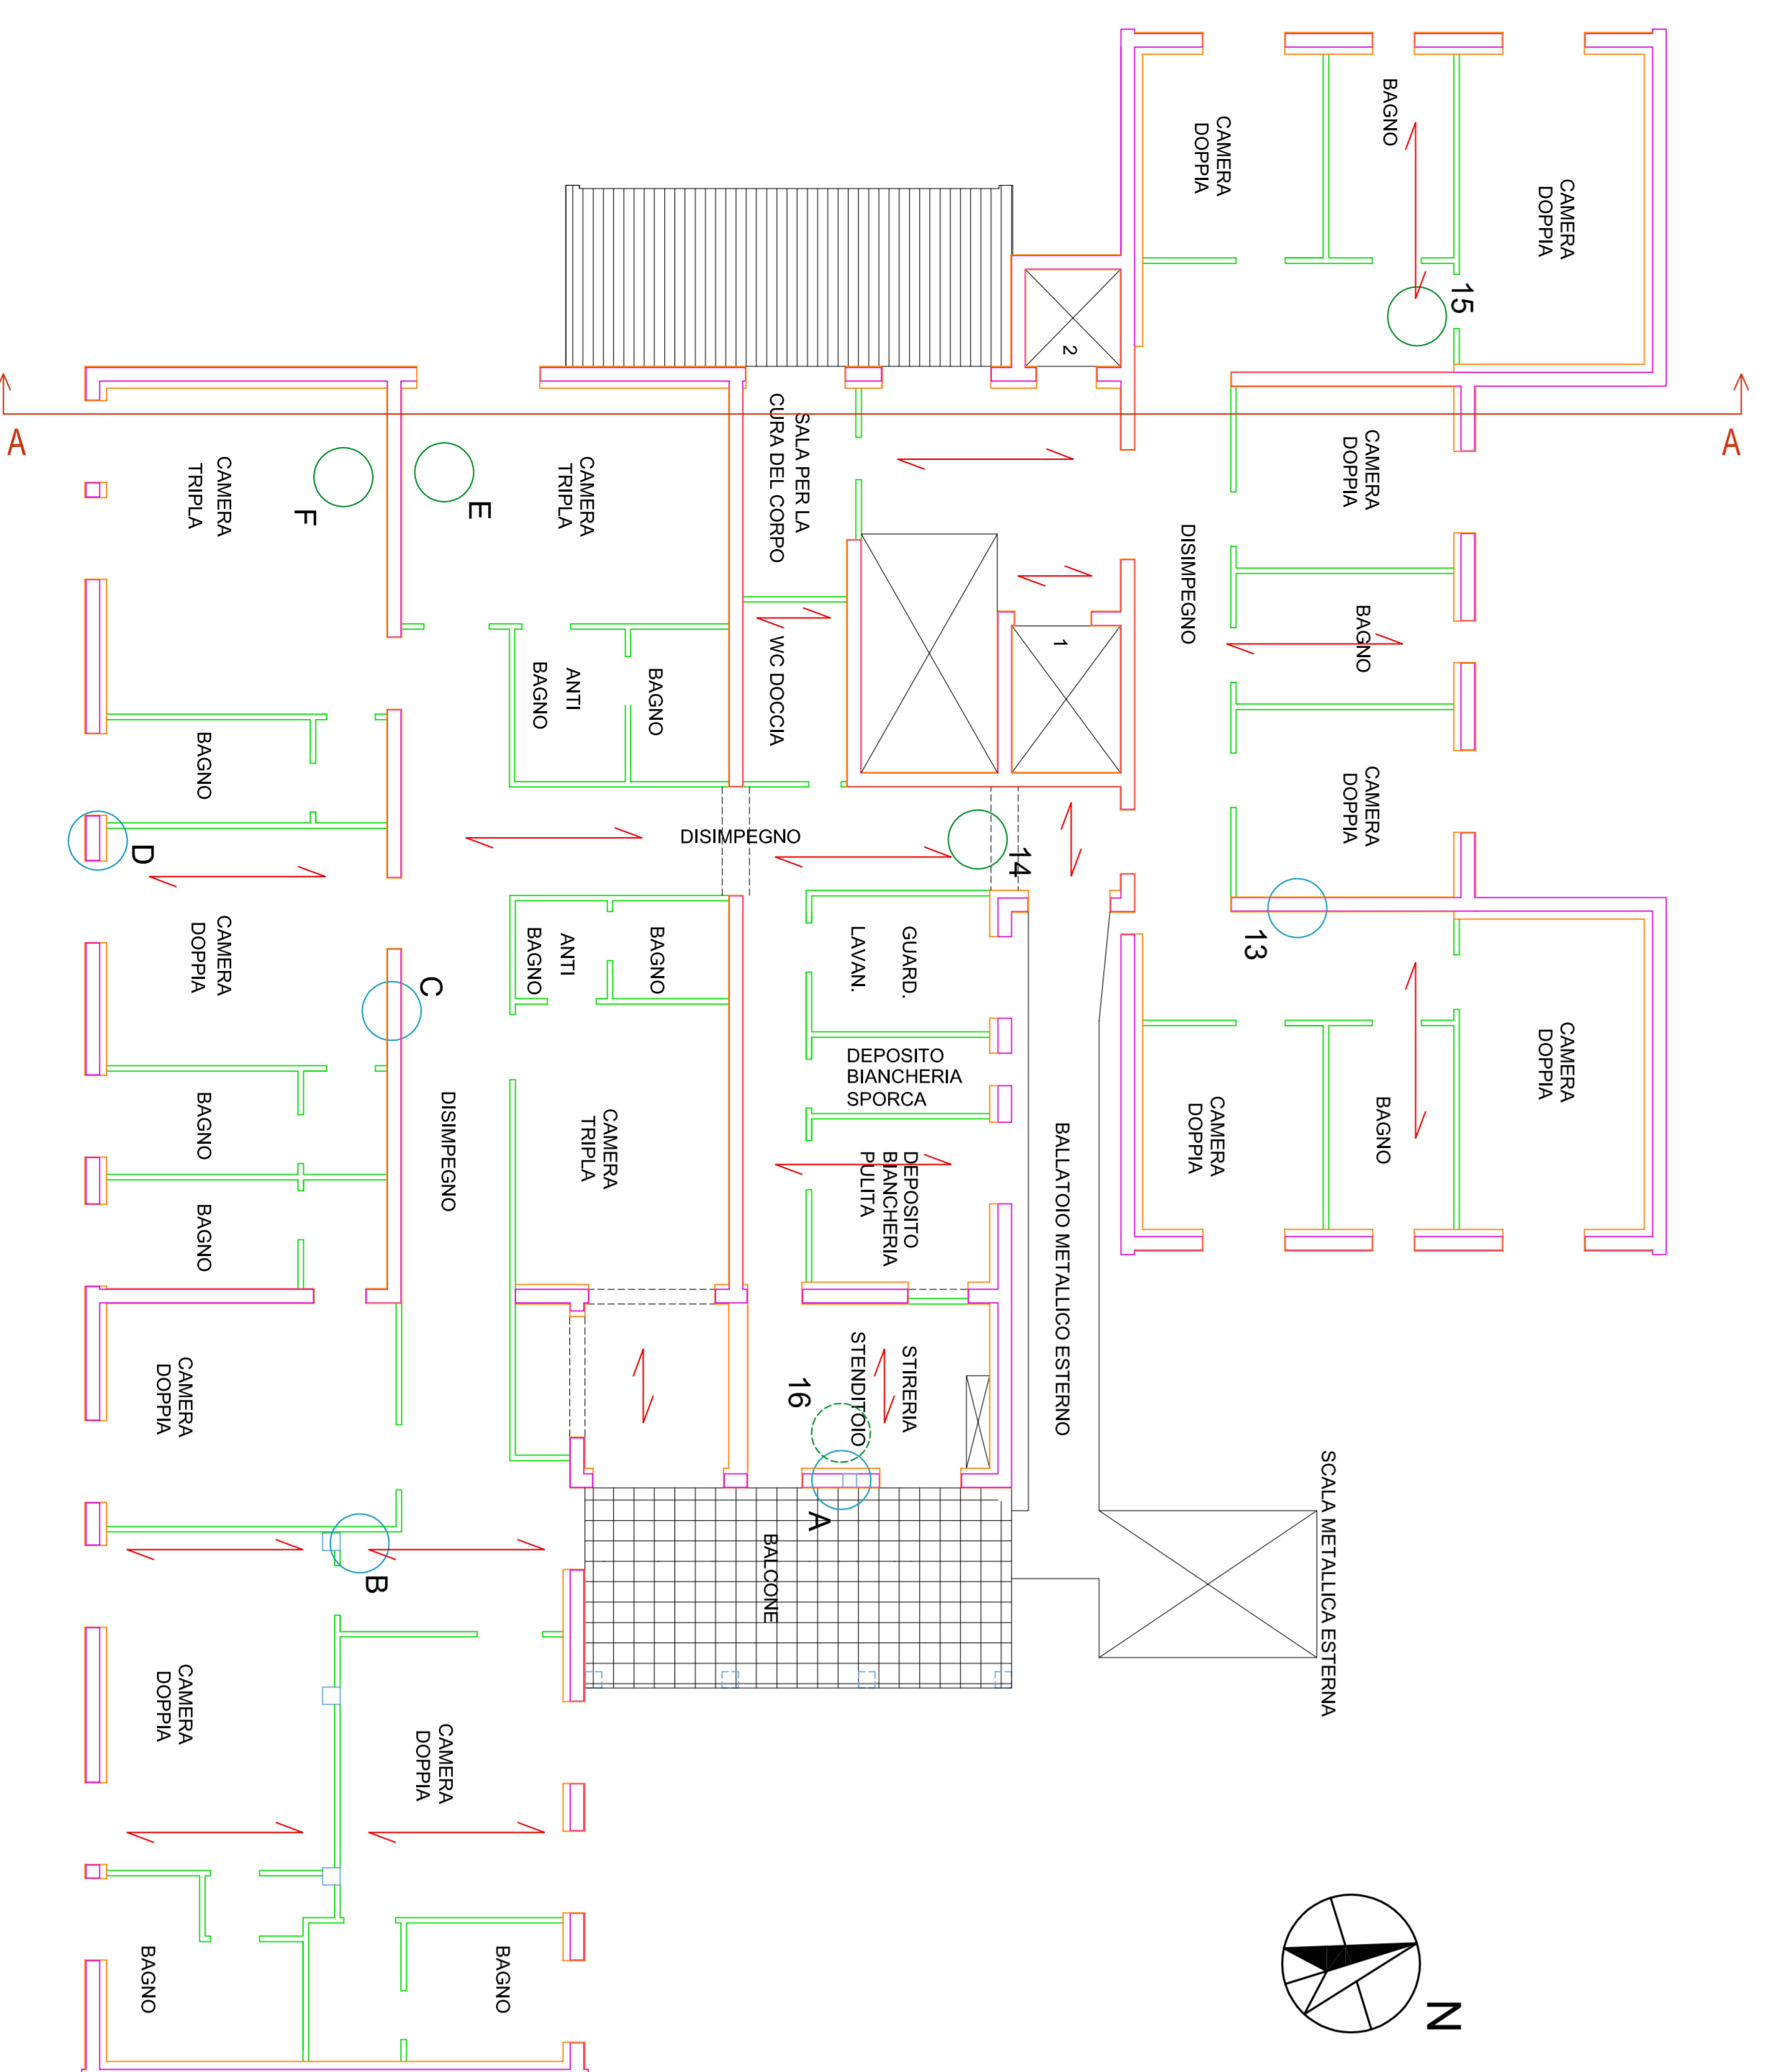 BAGNO
CAMERA
DOPPIA
CAMERA
DOPPIA
15
2
A
A
SALA PER LA
CURA DEL CORPO
CAMERA
DOPPIA
CAMERA
TRIPLA
F
E
CAMERA
TRIPLA
DISIMPEGNO
BAGNO
1
WC DOCCIA
ANTI
BAGNO
BAGNO
BAGNO
CAMERA
DOPPIA
D
DISIMPEGNO
14
13
CAMERA
DOPPIA
C
ANTI
BAGNO
BAGNO
GUARD.
LAVAN.
CAMERA
DOPPIA
DEPOSITO
BIANCHERIA
SPORCA
BAGNO
DISIMPEGNO
CAMERA
TRIPLA
BALLATOIO METALLICO ESTERNO
CAMERA
DOPPIA
BAGNO
DEPOSITO
BIANCHERIA
PULITA
BAGNO
CAMERA
DOPPIA
STIRERIA
STENDITOIO
16
A
SCALA METALLICA ESTERNA
BALCONE
B
CAMERA
DOPPIA
CAMERA
DOPPIA
BAGNO
BAGNO
N